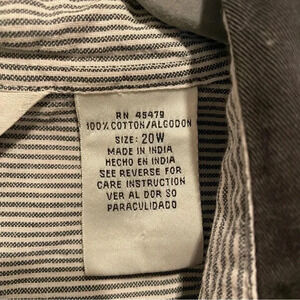 RN 45479
100% COTTON/ALGODON
SIZE: 20W
MADE IN INDIA
HECHO EN INDIA
SEE REVERSE FOR
CARE INSTRUCTION
VER AL DOR SO
PARACULIDADO